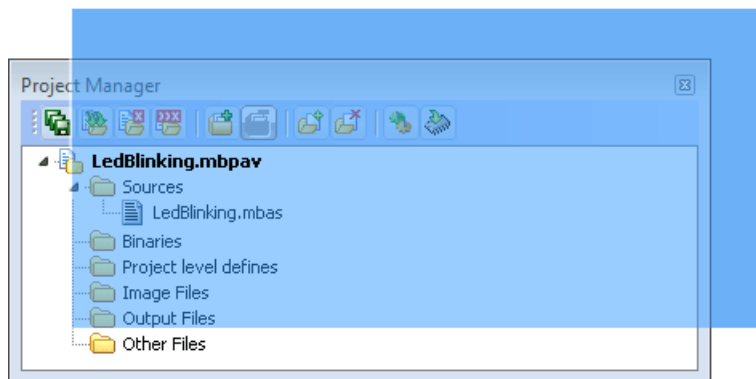 Project Manager
LedBlinking.mbpav
Sources
LedBlinking.mbas
Binaries
Project level defines
Image Files
Output Files
Other Files